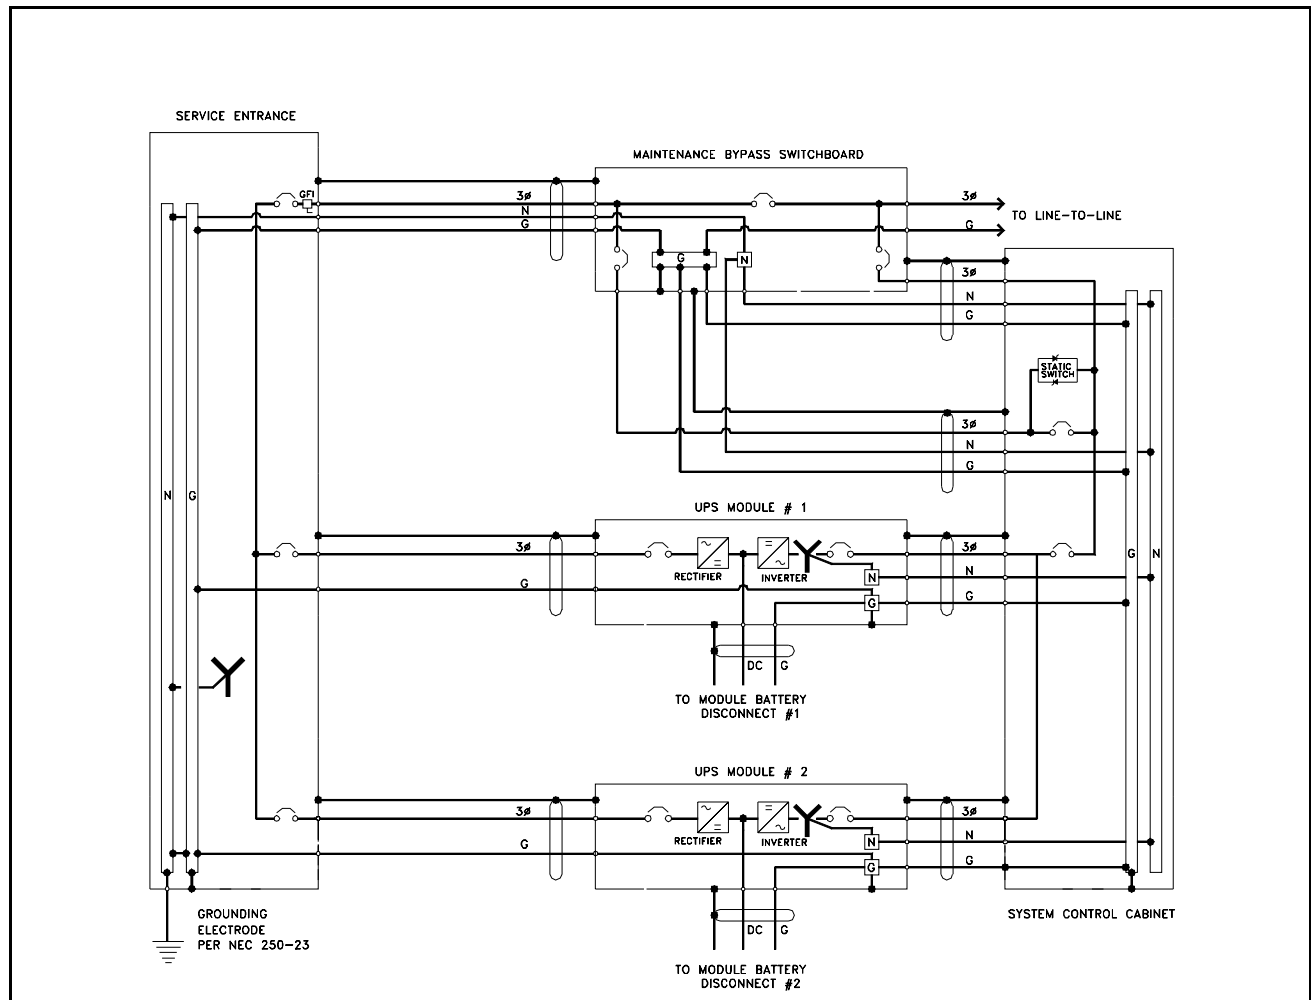 SERVICE ENTRANCE
MAINTENANCE BYPASS SWITCHBOARD
GFI
3ø
N
G
3ø
G
TO LINE-TO-LINE
G
N
3ø
N
G
STATIC
SWITCH
3ø
N
G
N
G
UPS MODULE # 1
3ø
G
RECTIFIER
INVERTER
N
G
3ø
N
G
G
N
DC
G
TO MODULE BATTERY
DISCONNECT #1
UPS MODULE # 2
3ø
G
RECTIFIER
INVERTER
N
G
3ø
N
G
DC
G
TO MODULE BATTERY
DISCONNECT #2
GROUNDING
ELECTRODE
PER NEC 250-23
SYSTEM CONTROL CABINET